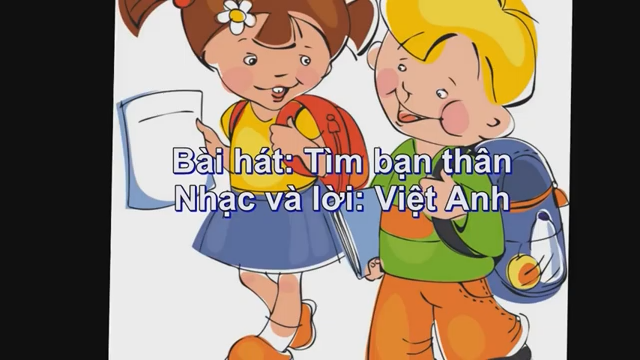 Bài hát: Tìm bạn thân
Nhạc và lời: Việt Anh